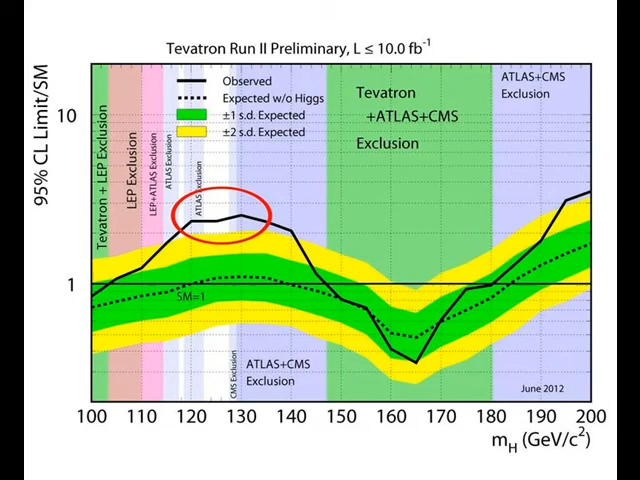 Tevatron Run II Preliminary, L ≤ 10.0 fb⁻¹
95% CL Limit/SM
10
1
Tevatron + LEP Exclusion
LEP Exclusion
LEP+ATLAS Exclusion
ATLAS Exclusion
ATLAS Exclusion
Observed
Expected w/o Higgs
±1 s.d. Expected
±2 s.d. Expected
Tevatron
+ATLAS+CMS
Exclusion
ATLAS+CMS
Exclusion
SM=1
CMS Exclusion
ATLAS+CMS
Exclusion
June 2012
100 110 120 130 140 150 160 170 180 190 200
m_H (GeV/c²)